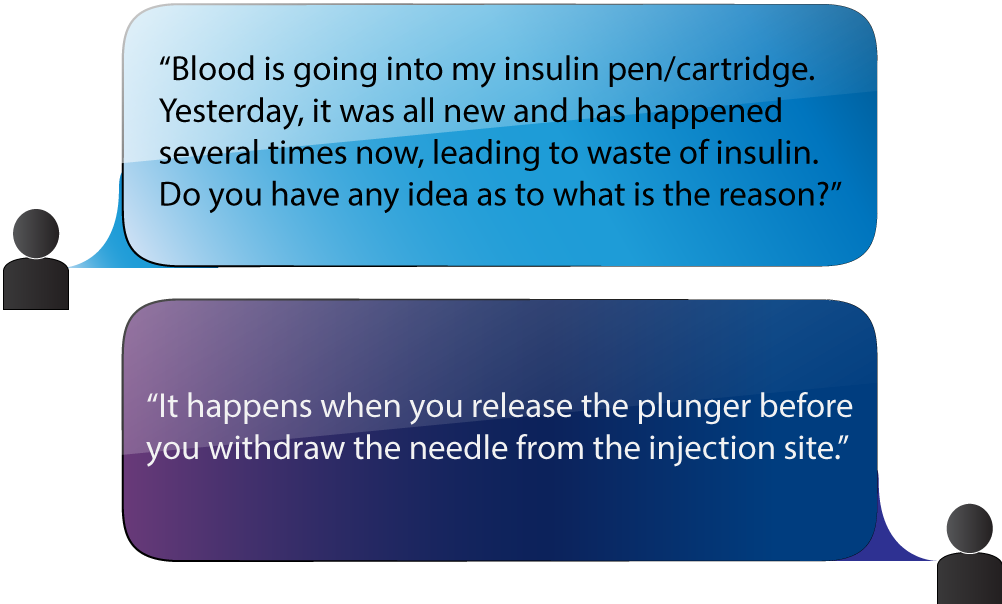 “Blood is going into my insulin pen/cartridge.
Yesterday, it was all new and has happened
several times now, leading to waste of insulin.
Do you have any idea as to what is the reason?”
“It happens when you release the plunger before
you withdraw the needle from the injection site.”